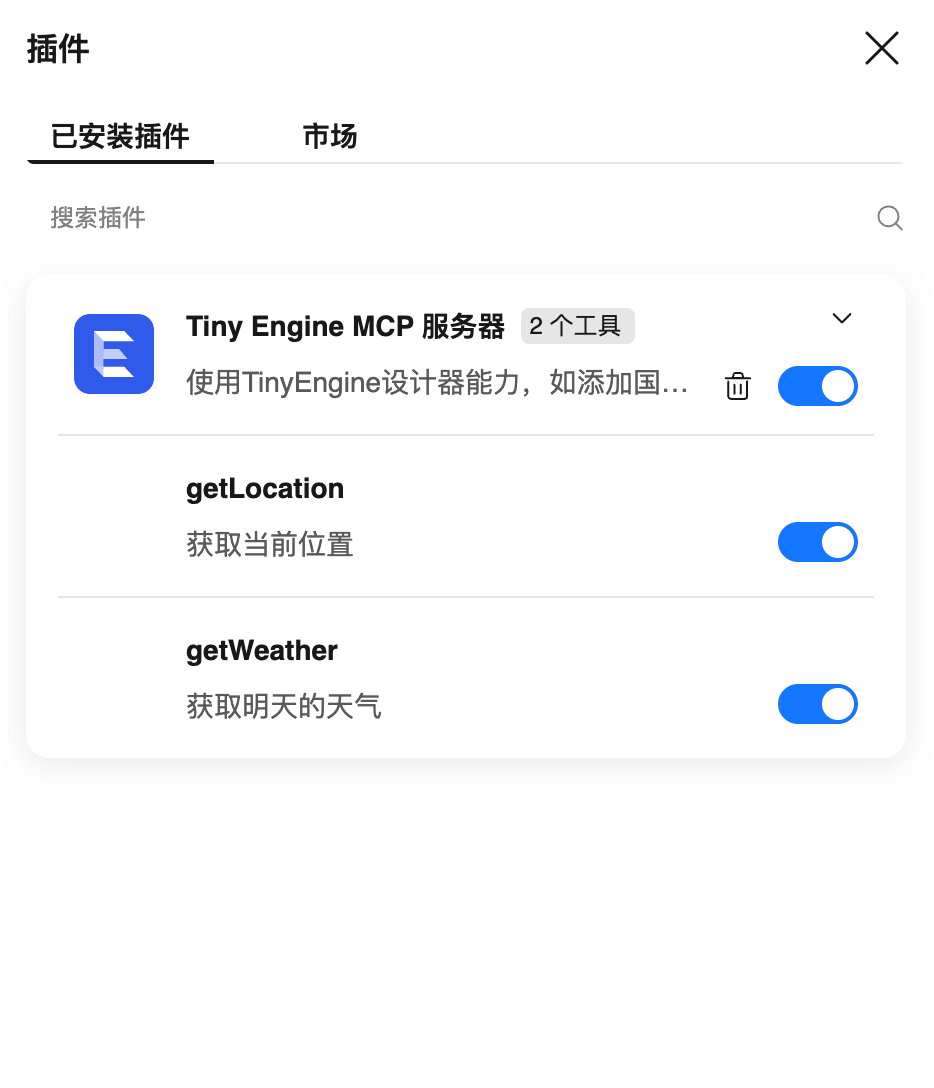 插件
已安装插件 市场
搜索插件
Tiny Engine MCP 服务器 2 个工具
使用TinyEngine设计器能力，如添加国...
getLocation
获取当前位置
getWeather
获取明天的天气